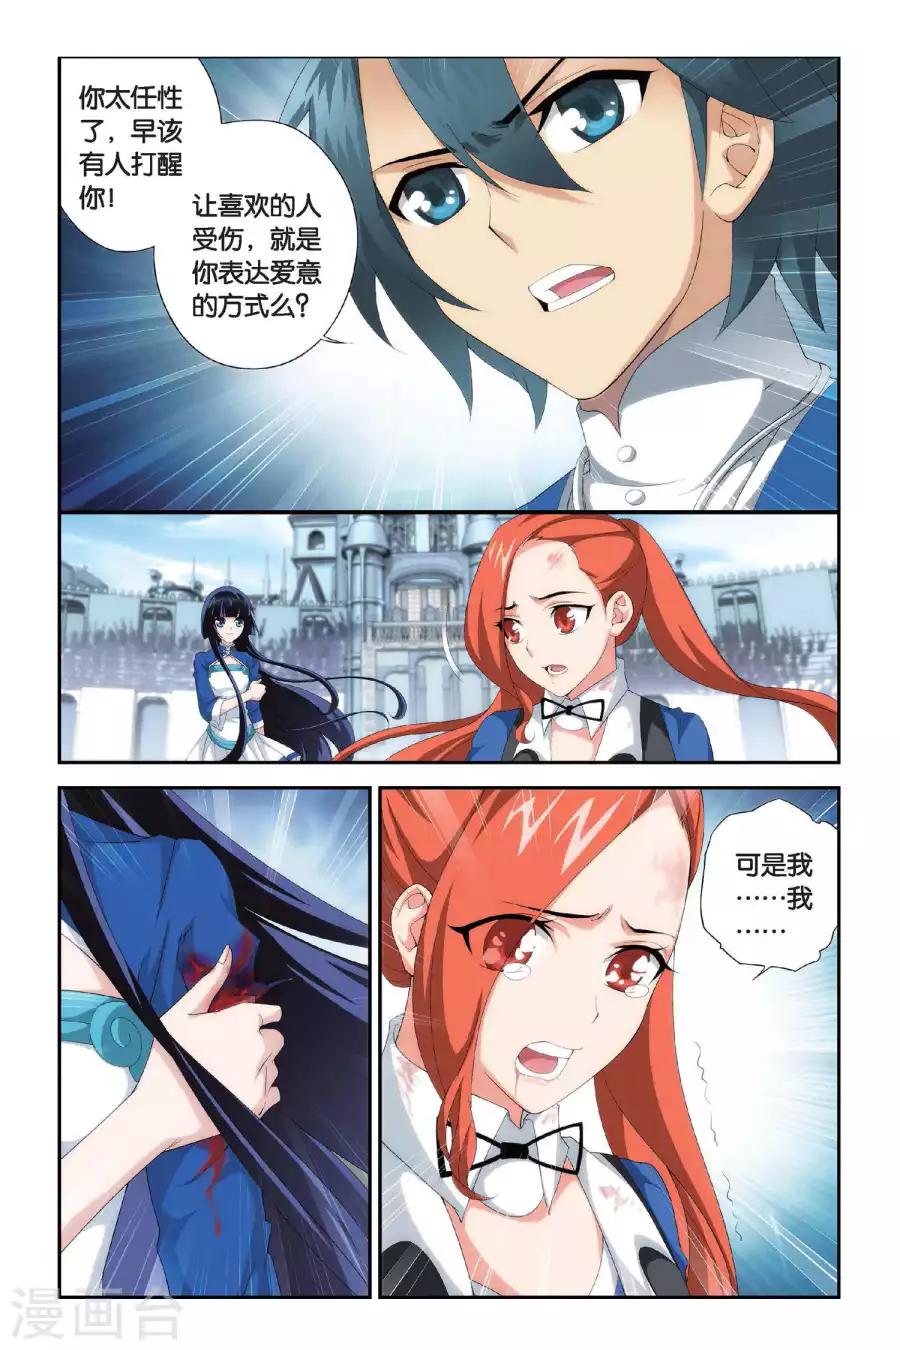 你太任性
了，早该
有人打醒
你！
让喜欢的人
受伤，就是
你表达爱意
的方式么？
可是我
……我
……
漫画台